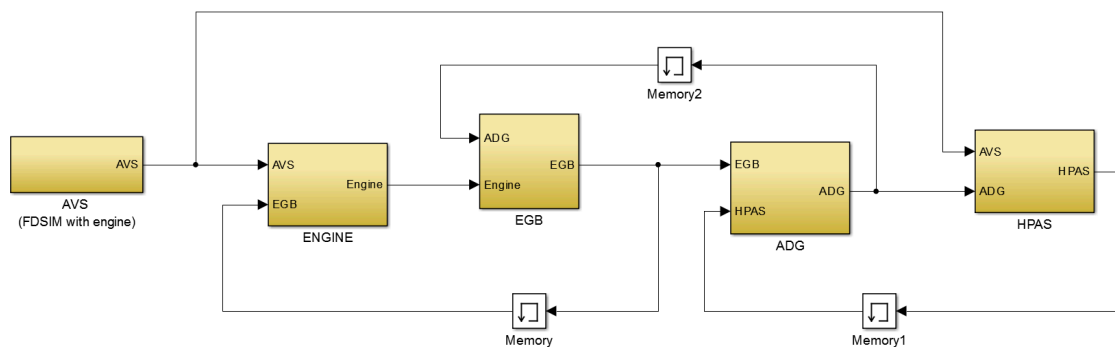 Memory2
AVS
AVS
(FDSIM with engine)
AVS
EGB
Engine
ENGINE
ADG
Engine
EGB
EGB
EGB
HPAS
ADG
ADG
AVS
ADG
HPAS
HPAS
Memory
Memory1